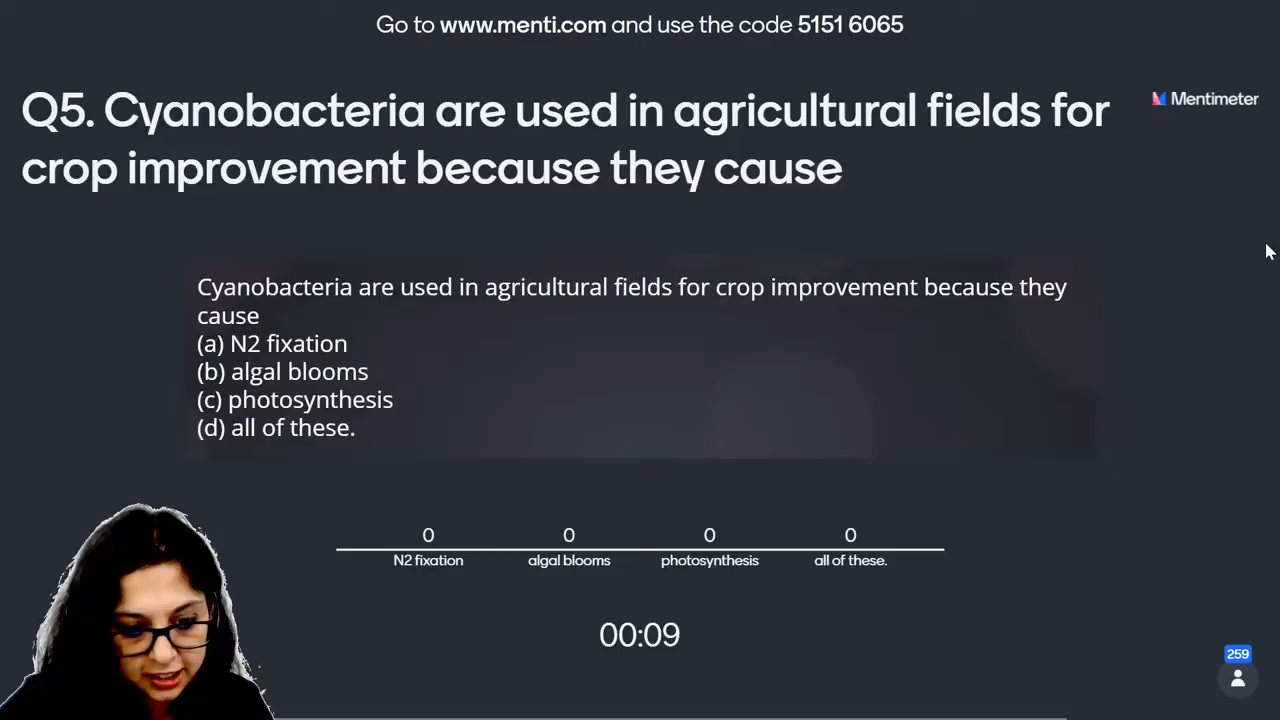 Go to www.menti.com and use the code 5151 6065
Q5. Cyanobacteria are used in agricultural fields for
crop improvement because they cause
Mentimeter
Cyanobacteria are used in agricultural fields for crop improvement because they
cause
(a) N2 fixation
(b) algal blooms
(c) photosynthesis
(d) all of these.
0 0 0 0
N2 fixation algal blooms photosynthesis all of these.
00:09
259